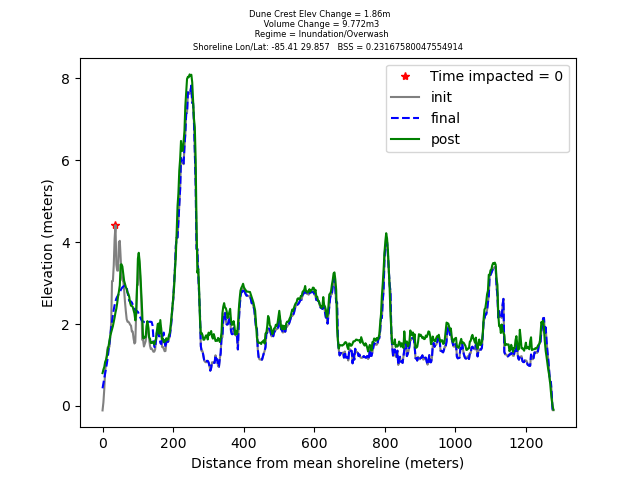 Dune Crest Elev Change = 1.86m
Volume Change = 9.772m3
Regime = Inundation/Overwash
Shoreline Lon/Lat: -85.41 29.857   BSS = 0.23167580047554914
Time impacted = 0
init
final
post
8
6
4
2
0
Elevation (meters)
0 200 400 600 800 1000 1200
Distance from mean shoreline (meters)